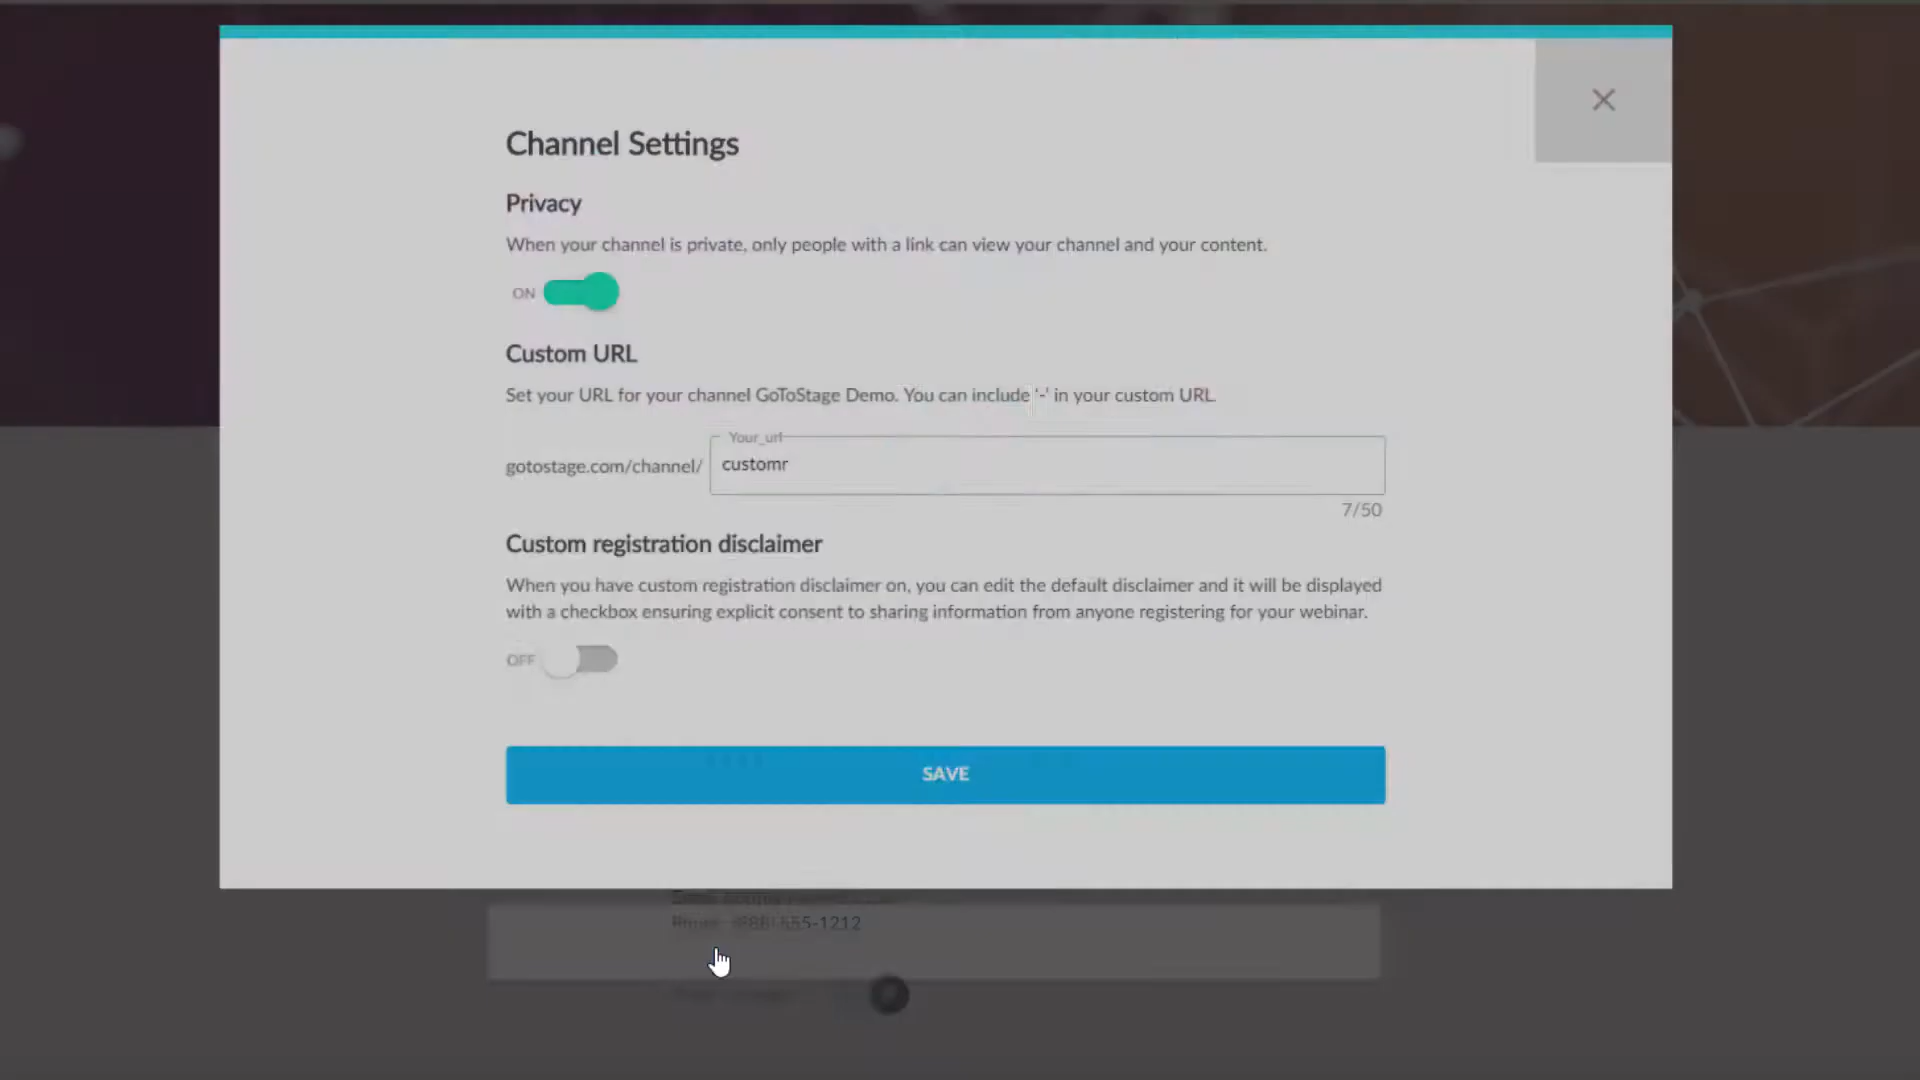 Channel Settings
Privacy
When your channel is private, only people with a link can view your channel and your content.
ON
Custom URL
Set your URL for your channel GoToStage Demo. You can include '-' in your custom URL.
Your_url
gotostage.com/channel/ customr
7/50
Custom registration disclaimer
When you have custom registration disclaimer on, you can edit the default disclaimer and it will be displayed
with a checkbox ensuring explicit consent to sharing information from anyone registering for your webinar.
OFF
SAVE
555-1212